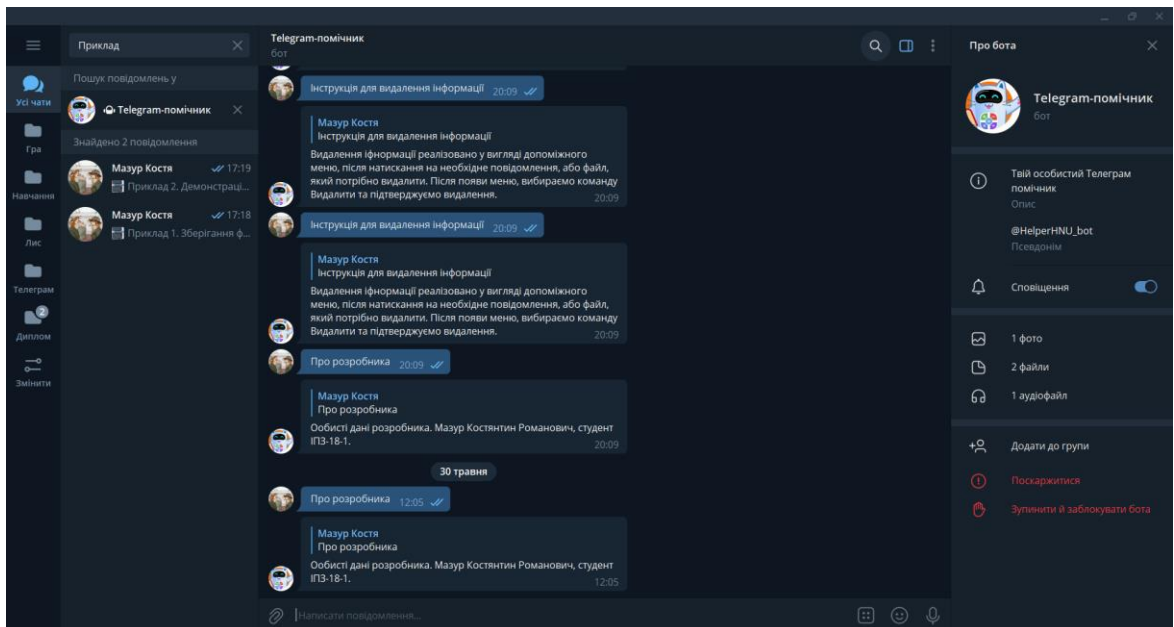 Усі чати
Гра
Навчання
Лис
Телеграм
2
Диплом
Змінити
Приклад
Пошук повідомлень у
Telegram-помічник
Знайдено 2 повідомлення
Мазур Костя 17:19
Приклад 2. Демонстраці...
Мазур Костя 17:18
Приклад 1. Зберігання ф...
Telegram-помічник
бот
Інструкція для видалення інформації 20:09
Мазур Костя
Інструкція для видалення інформації
Видалення іфнормації реалізовано у вигляді допоміжного
меню, після натискання на необхідне повідомлення, або файл,
який потрібно видалити. Після появи меню, вибираємо команду
Видалити та підтверджуємо видалення. 20:09
Інструкція для видалення інформації 20:09
Мазур Костя
Інструкція для видалення інформації
Видалення іфнормації реалізовано у вигляді допоміжного
меню, після натискання на необхідне повідомлення, або файл,
який потрібно видалити. Після появи меню, вибираємо команду
Видалити та підтверджуємо видалення. 20:09
Про розробника 20:09
Мазур Костя
Про розробника
Ообисті дані розробника. Мазур Костянтин Романович, студент
ІПЗ-18-1. 20:09
30 травня
Про розробника 12:05
Мазур Костя
Про розробника
Ообисті дані розробника. Мазур Костянтин Романович, студент
ІПЗ-18-1. 12:05
Написати повідомлення...
Про бота
Telegram-помічник
бот
Твій особистий Телеграм
помічник
Опис
@HelperHNU_bot
Псевдонім
Сповіщення
1 фото
2 файли
1 аудіофайл
Додати до групи
Поскаржитися
Зупинити й заблокувати бота